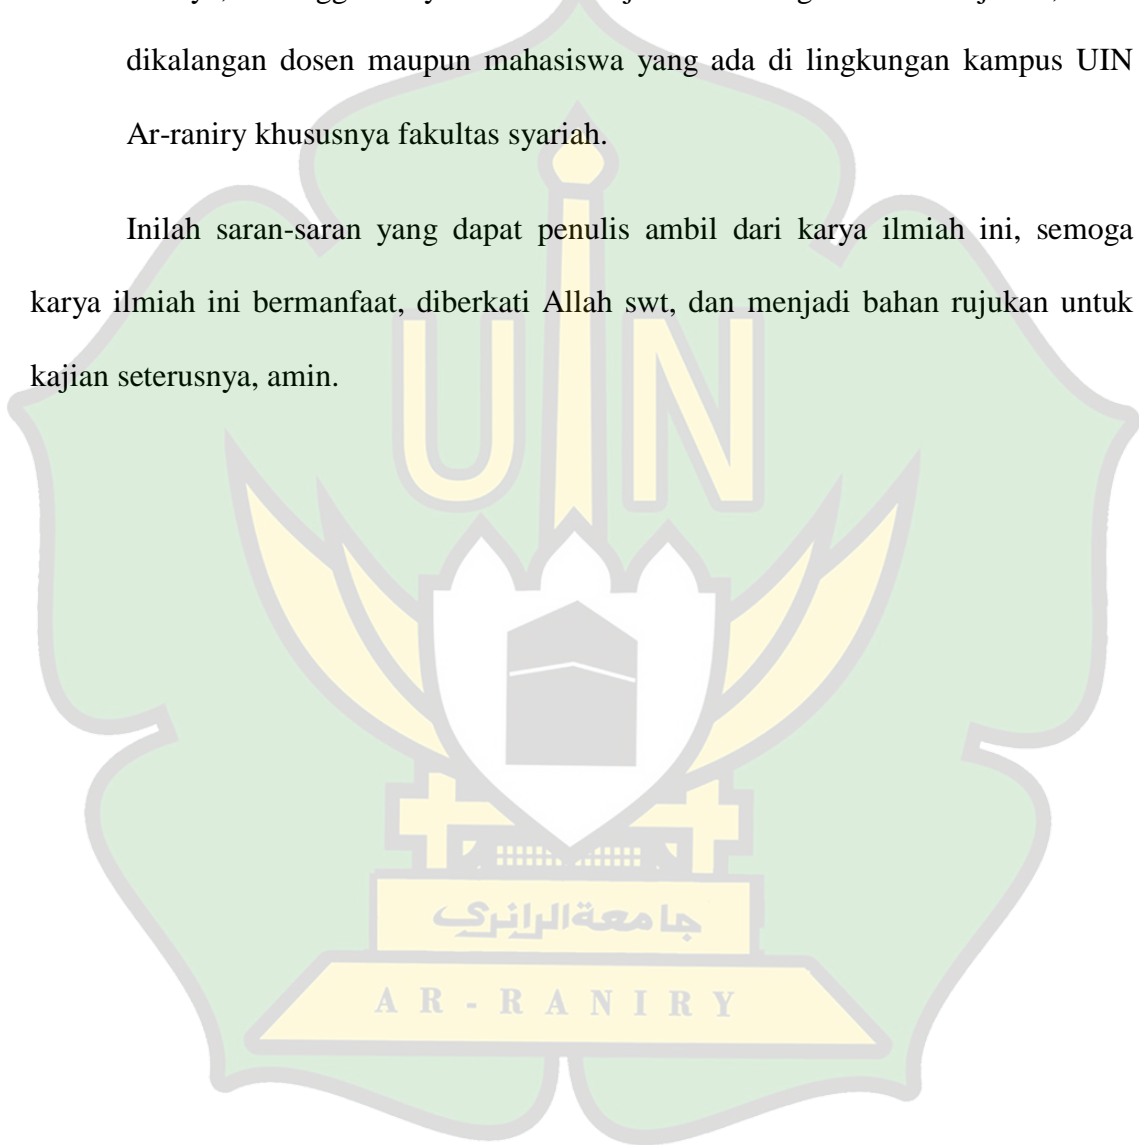 dikalangan dosen maupun mahasiswa yang ada di lingkungan kampus UIN
Ar-raniry khususnya fakultas syariah.
Inilah saran-saran yang dapat penulis ambil dari karya ilmiah ini, semoga
karya ilmiah ini bermanfaat, diberkati Allah swt, dan menjadi bahan rujukan untuk
kajian seterusnya, amin.
UIN
جامعةالرانري
AR-RANIRY